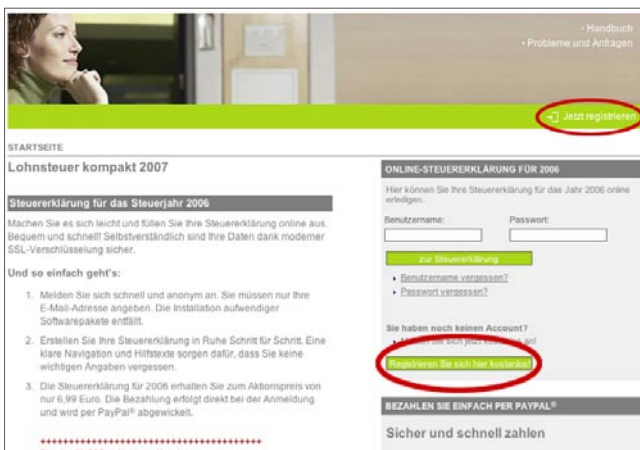 Handbuch
Probleme und Anfragen
Jetzt registrieren
STARTSEITE
Lohnsteuer kompakt 2007
Steuererklärung für das Steuerjahr 2006
Machen Sie es sich leicht und füllen Sie Ihre Steuererklärung online aus.
Bequem und schnell! Selbstverständlich sind Ihre Daten dank moderner
SSL-Verschlüsselung sicher.
Und so einfach geht's:
1. Melden Sie sich schnell und anonym an. Sie müssen nur Ihre
E-Mail-Adresse angeben. Die Installation aufwendiger
Softwarepakete entfällt.
2. Erstellen Sie Ihre Steuererklärung in Ruhe Schritt für Schritt. Eine
klare Navigation und Hilfstexte sorgen dafür, dass Sie keine
wichtigen Angaben vergessen.
3. Die Steuererklärung für 2006 erhalten Sie zum Aktionspreis von
nur 6,99 Euro. Die Bezahlung erfolgt direkt bei der Anmeldung
und wird per PayPal® abgewickelt.
++++++++++++++++++++++++++++++++++++++++
ONLINE-STEUERERKLÄRUNG FÜR 2006
Hier können Sie Ihre Steuererklärung für das Jahr 2006 online
erledigen.
Benutzername: Passwort:
zur Steuererklärung
Benutzername vergessen?
Passwort vergessen?
Sie haben noch keinen Account?
Sie sich jetzt an!
Registrieren Sie sich hier kostenlos!
BEZAHLEN SIE EINFACH PER PAYPAL®
Sicher und schnell zahlen